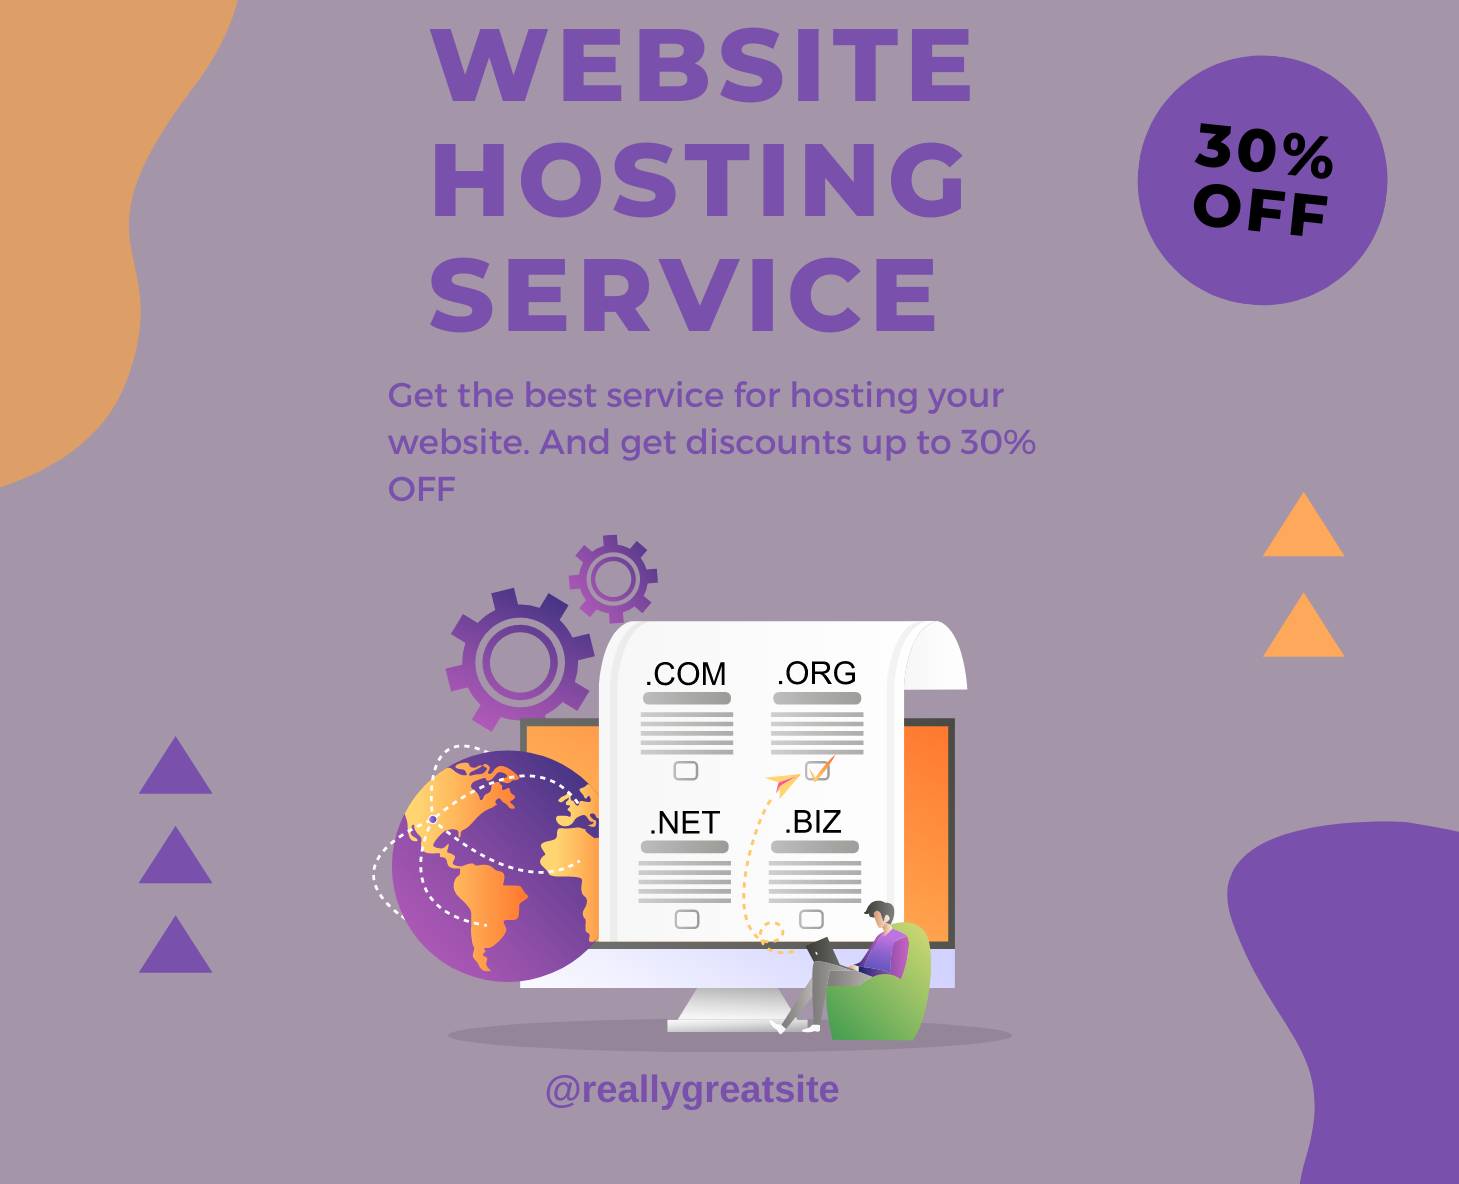 WEBSITE
HOSTING
SERVICE
30%
OFF
Get the best service for hosting your
website. And get discounts up to 30%
OFF
.COM
.ORG
.NET
.BIZ
@reallygreatsite